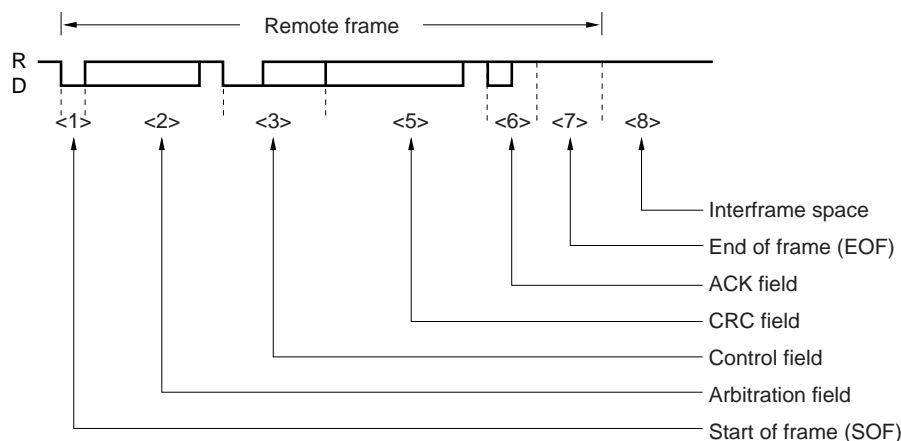 Remote frame
R
D
<1> <2> <3> <5> <6> <7> <8>
Interframe space
End of frame (EOF)
ACK field
CRC field
Control field
Arbitration field
Start of frame (SOF)